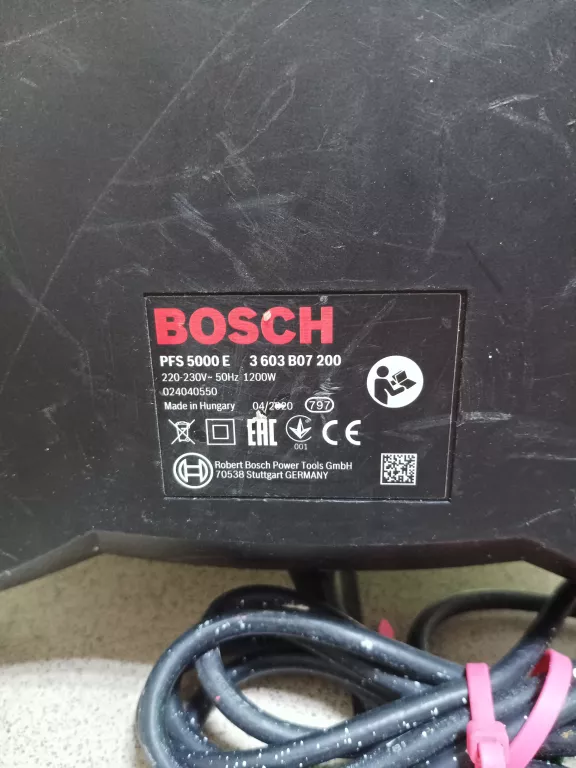 BOSCH
PFS 5000 E 3 603 B07 200
220-230V~ 50Hz 1200W
024040550
Made in Hungary 04/2020 797
EAC 001 CE
Robert Bosch Power Tools GmbH
70538 Stuttgart GERMANY